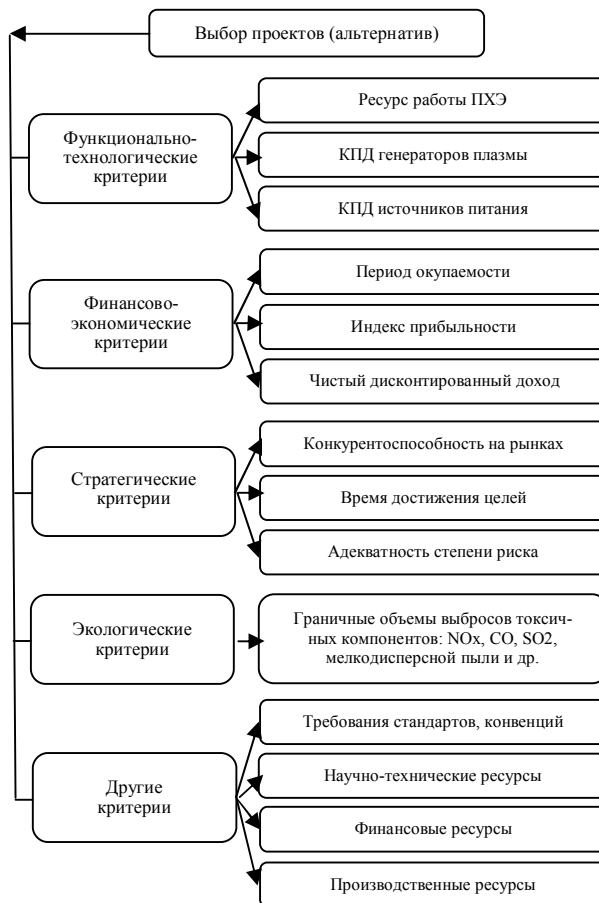 Выбор проектов (альтернатив)
Функционально-
технологические
критерии
Ресурс работы ПХЭ
КПД генераторов плазмы
КПД источников питания
Финансово-
экономические
критерии
Период окупаемости
Индекс прибыльности
Чистый дисконтированный доход
Стратегические
критерии
Конкурентоспособность на рынках
Время достижения целей
Адекватность степени риска
Экологические
критерии
Граничные объемы выбросов токсич-
ных компонентов: NOx, CO, SO2,
мелкодисперсной пыли и др.
Другие
критерии
Требования стандартов, конвенций
Научно-технические ресурсы
Финансовые ресурсы
Производственные ресурсы